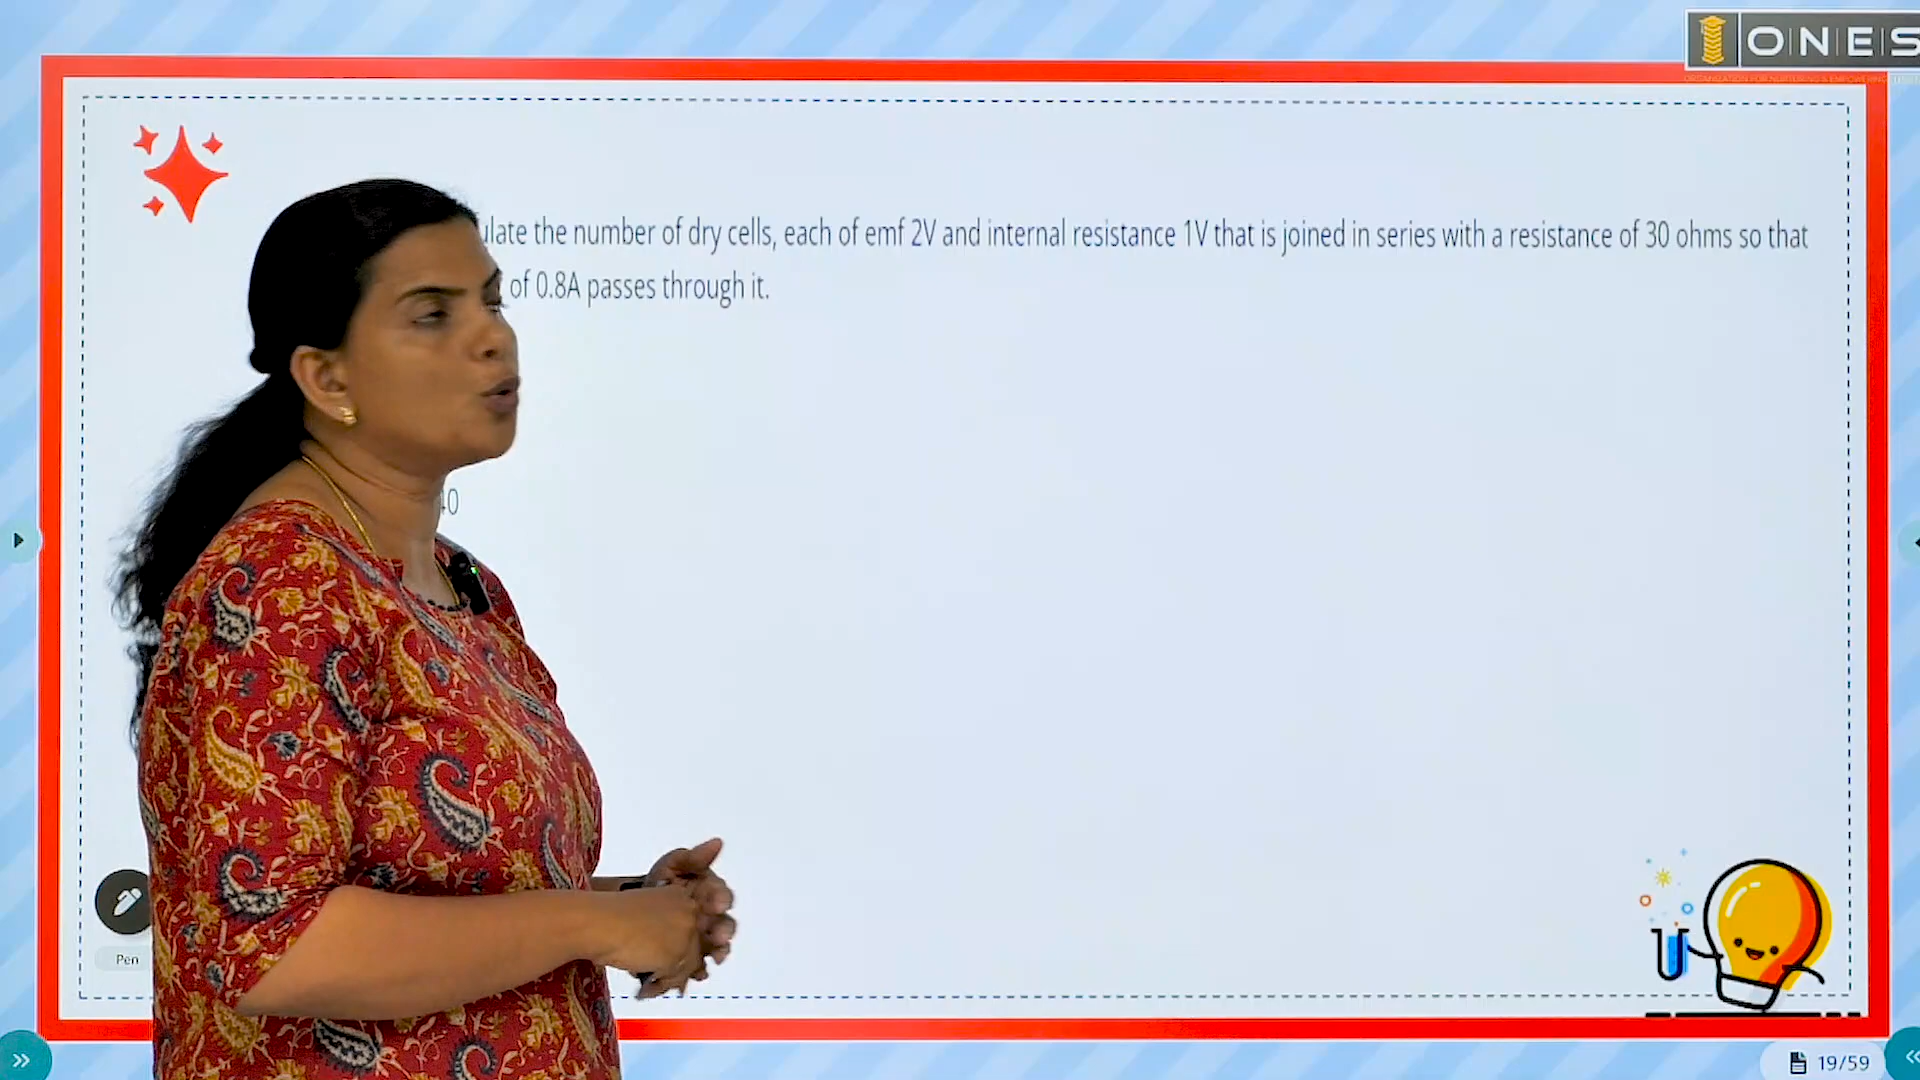 ONES
the number of dry cells, each of emf 2V and internal resistance 1V that is joined in series with a resistance of 30 ohms so that
of 0.8A passes through it.
Pen
19/59